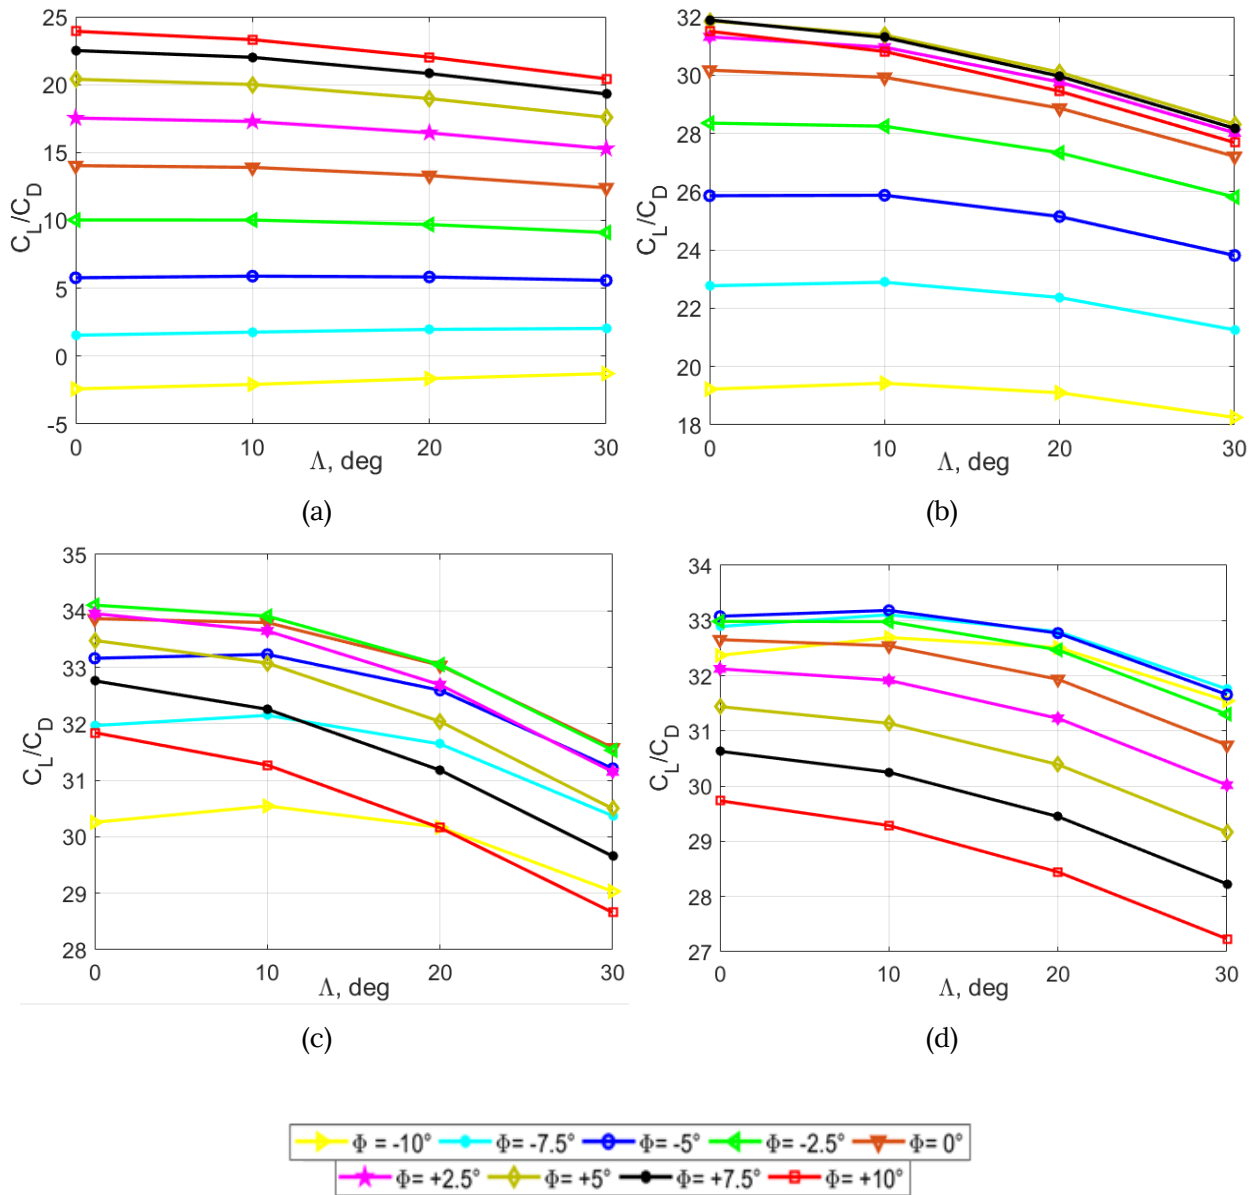 25
20
15
10
5
0
-5
C_L/C_D
0 10 20 30
Λ, deg
(a)
32
30
28
26
24
22
20
18
C_L/C_D
0 10 20 30
Λ, deg
(b)
35
34
33
32
31
30
29
28
C_L/C_D
0 10 20 30
Λ, deg
(c)
34
33
32
31
30
29
28
27
C_L/C_D
0 10 20 30
Λ, deg
(d)
Φ = -10° Φ= -7.5° Φ= -5° Φ= -2.5° Φ= 0°
Φ= +2.5° Φ= +5° Φ= +7.5° Φ= +10°